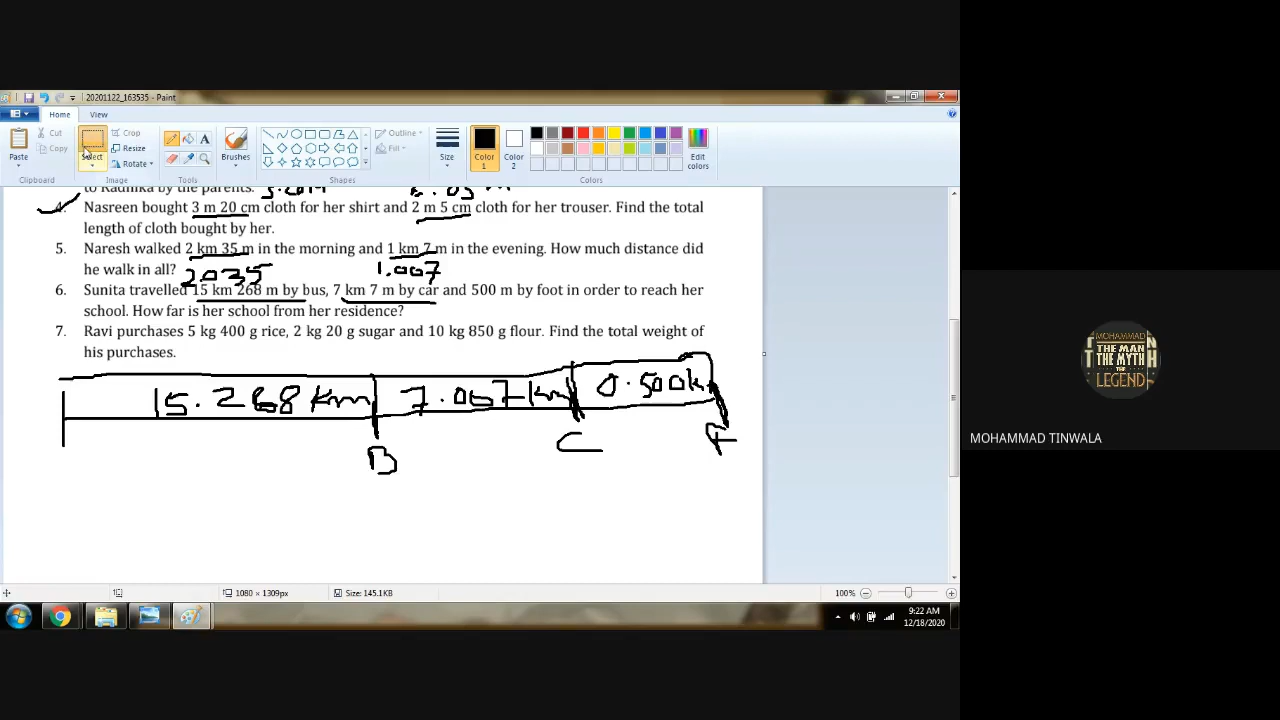 20201122_163535 - Paint
Home
View
Cut
Copy
Paste
Select
Crop
Resize
Rotate
Brushes
Outline
Fill
Size
Color 1
Color 2
Edit colors
Clipboard
Image
Tools
Shapes
Colors
to Radhika by the parents.
4. Nasreen bought 3 m 20 cm cloth for her shirt and 2 m 5 cm cloth for her trouser. Find the total
length of cloth bought by her.
5. Naresh walked 2 km 35 m in the morning and 1 km 7 m in the evening. How much distance did
he walk in all? 2.035 1.007
6. Sunita travelled 15 km 268 m by bus, 7 km 7 m by car and 500 m by foot in order to reach her
school. How far is her school from her residence?
7. Ravi purchases 5 kg 400 g rice, 2 kg 20 g sugar and 10 kg 850 g flour. Find the total weight of
his purchases.
15.268 km 7.007 km 0.500k
B C F
1080 × 1309px
Size: 145.1KB
100%
9:22 AM
12/18/2020
MOHAMMAD
THE MAN
THE MYTH
THE
LEGEND
MOHAMMAD TINWALA